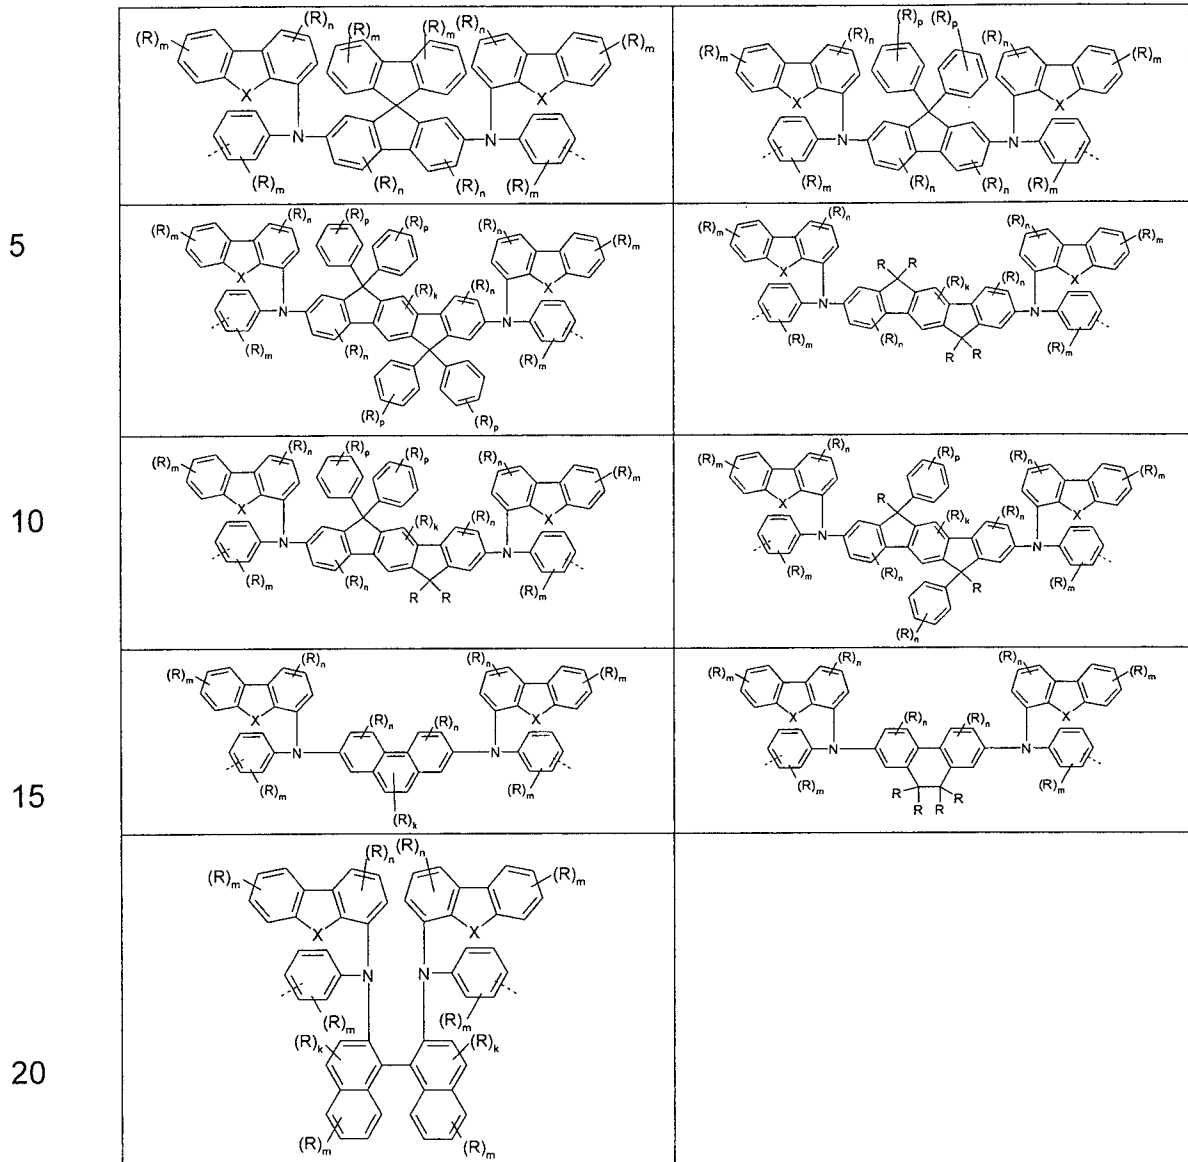 (R)m (R)n (R)m (R)m (R)n (R)m
X X
N N
(R)m (R)n (R)n (R)m
(R)m (R)n (R)p (R)p (R)n (R)m
X X
N N
(R)m (R)n (R)n (R)m
5
(R)m (R)n (R)p (R)p (R)n (R)m
X X
(R)k (R)n
N N
(R)m (R)n (R)m
(R)p (R)p
(R)m (R)n (R)n (R)m
X R R X
(R)k (R)n
N N
(R)m (R)n R R (R)m
10
(R)m (R)n (R)p (R)p (R)n (R)m
X X
(R)k (R)n
N N
(R)m (R)n R R (R)m
(R)m (R)n (R)p (R)n (R)m
X R X
(R)k (R)n
N N
(R)m (R)n R (R)m
(R)n
15
(R)m (R)n (R)n (R)m
X X
(R)n (R)n
N N
(R)m (R)m
(R)k
(R)m (R)n (R)n (R)m
X X
(R)n (R)n
N N
(R)m R R (R)m
R R
20
(R)m (R)n (R)n (R)m
X X
N N
(R)m (R)m
(R)k (R)k
(R)m (R)m